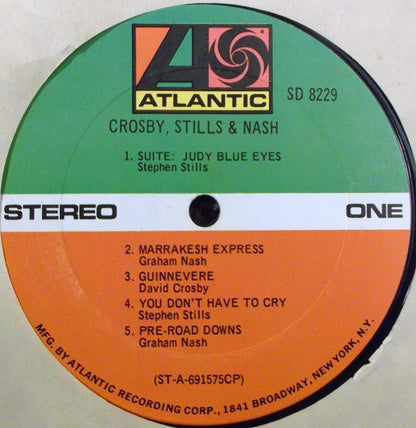 ATLANTIC
SD 8229
CROSBY, STILLS & NASH
1. SUITE: JUDY BLUE EYES
Stephen Stills
STEREO
ONE
2. MARRAKESH EXPRESS
Graham Nash
3. GUINNEVERE
David Crosby
4. YOU DON'T HAVE TO CRY
Stephen Stills
5. PRE-ROAD DOWNS
Graham Nash
(ST-A-691575CP)
MFG. BY ATLANTIC RECORDING CORP., 1841 BROADWAY, NEW YORK, N.Y.